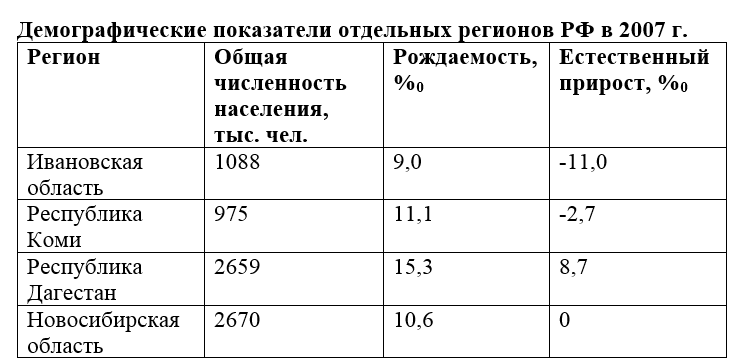 Демографические показатели отдельных регионов РФ в 2007 г.
Регион Общая численность населения, тыс. чел. Рождаемость, %₀ Естественный прирост, %₀
Ивановская область 1088 9,0 -11,0
Республика Коми 975 11,1 -2,7
Республика Дагестан 2659 15,3 8,7
Новосибирская область 2670 10,6 0